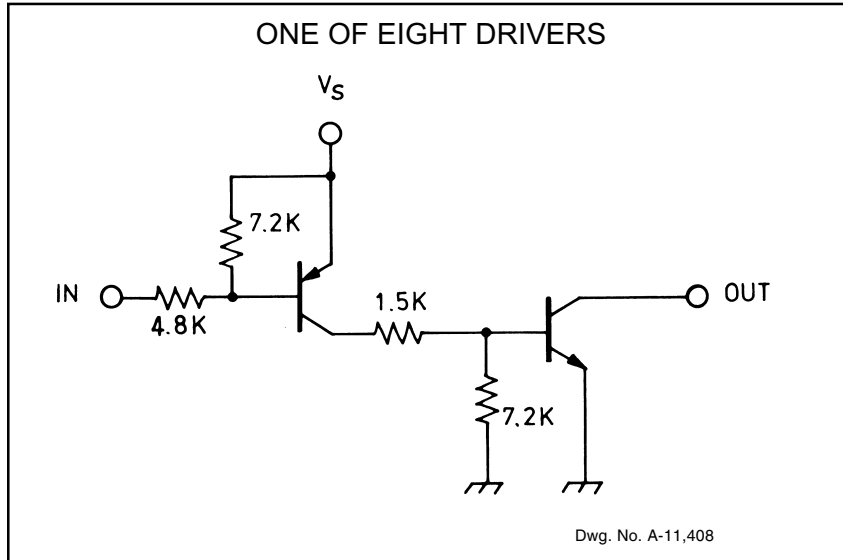 ONE OF EIGHT DRIVERS
VS
7.2K
IN
4.8K
1.5K
OUT
7.2K
Dwg. No. A-11,408